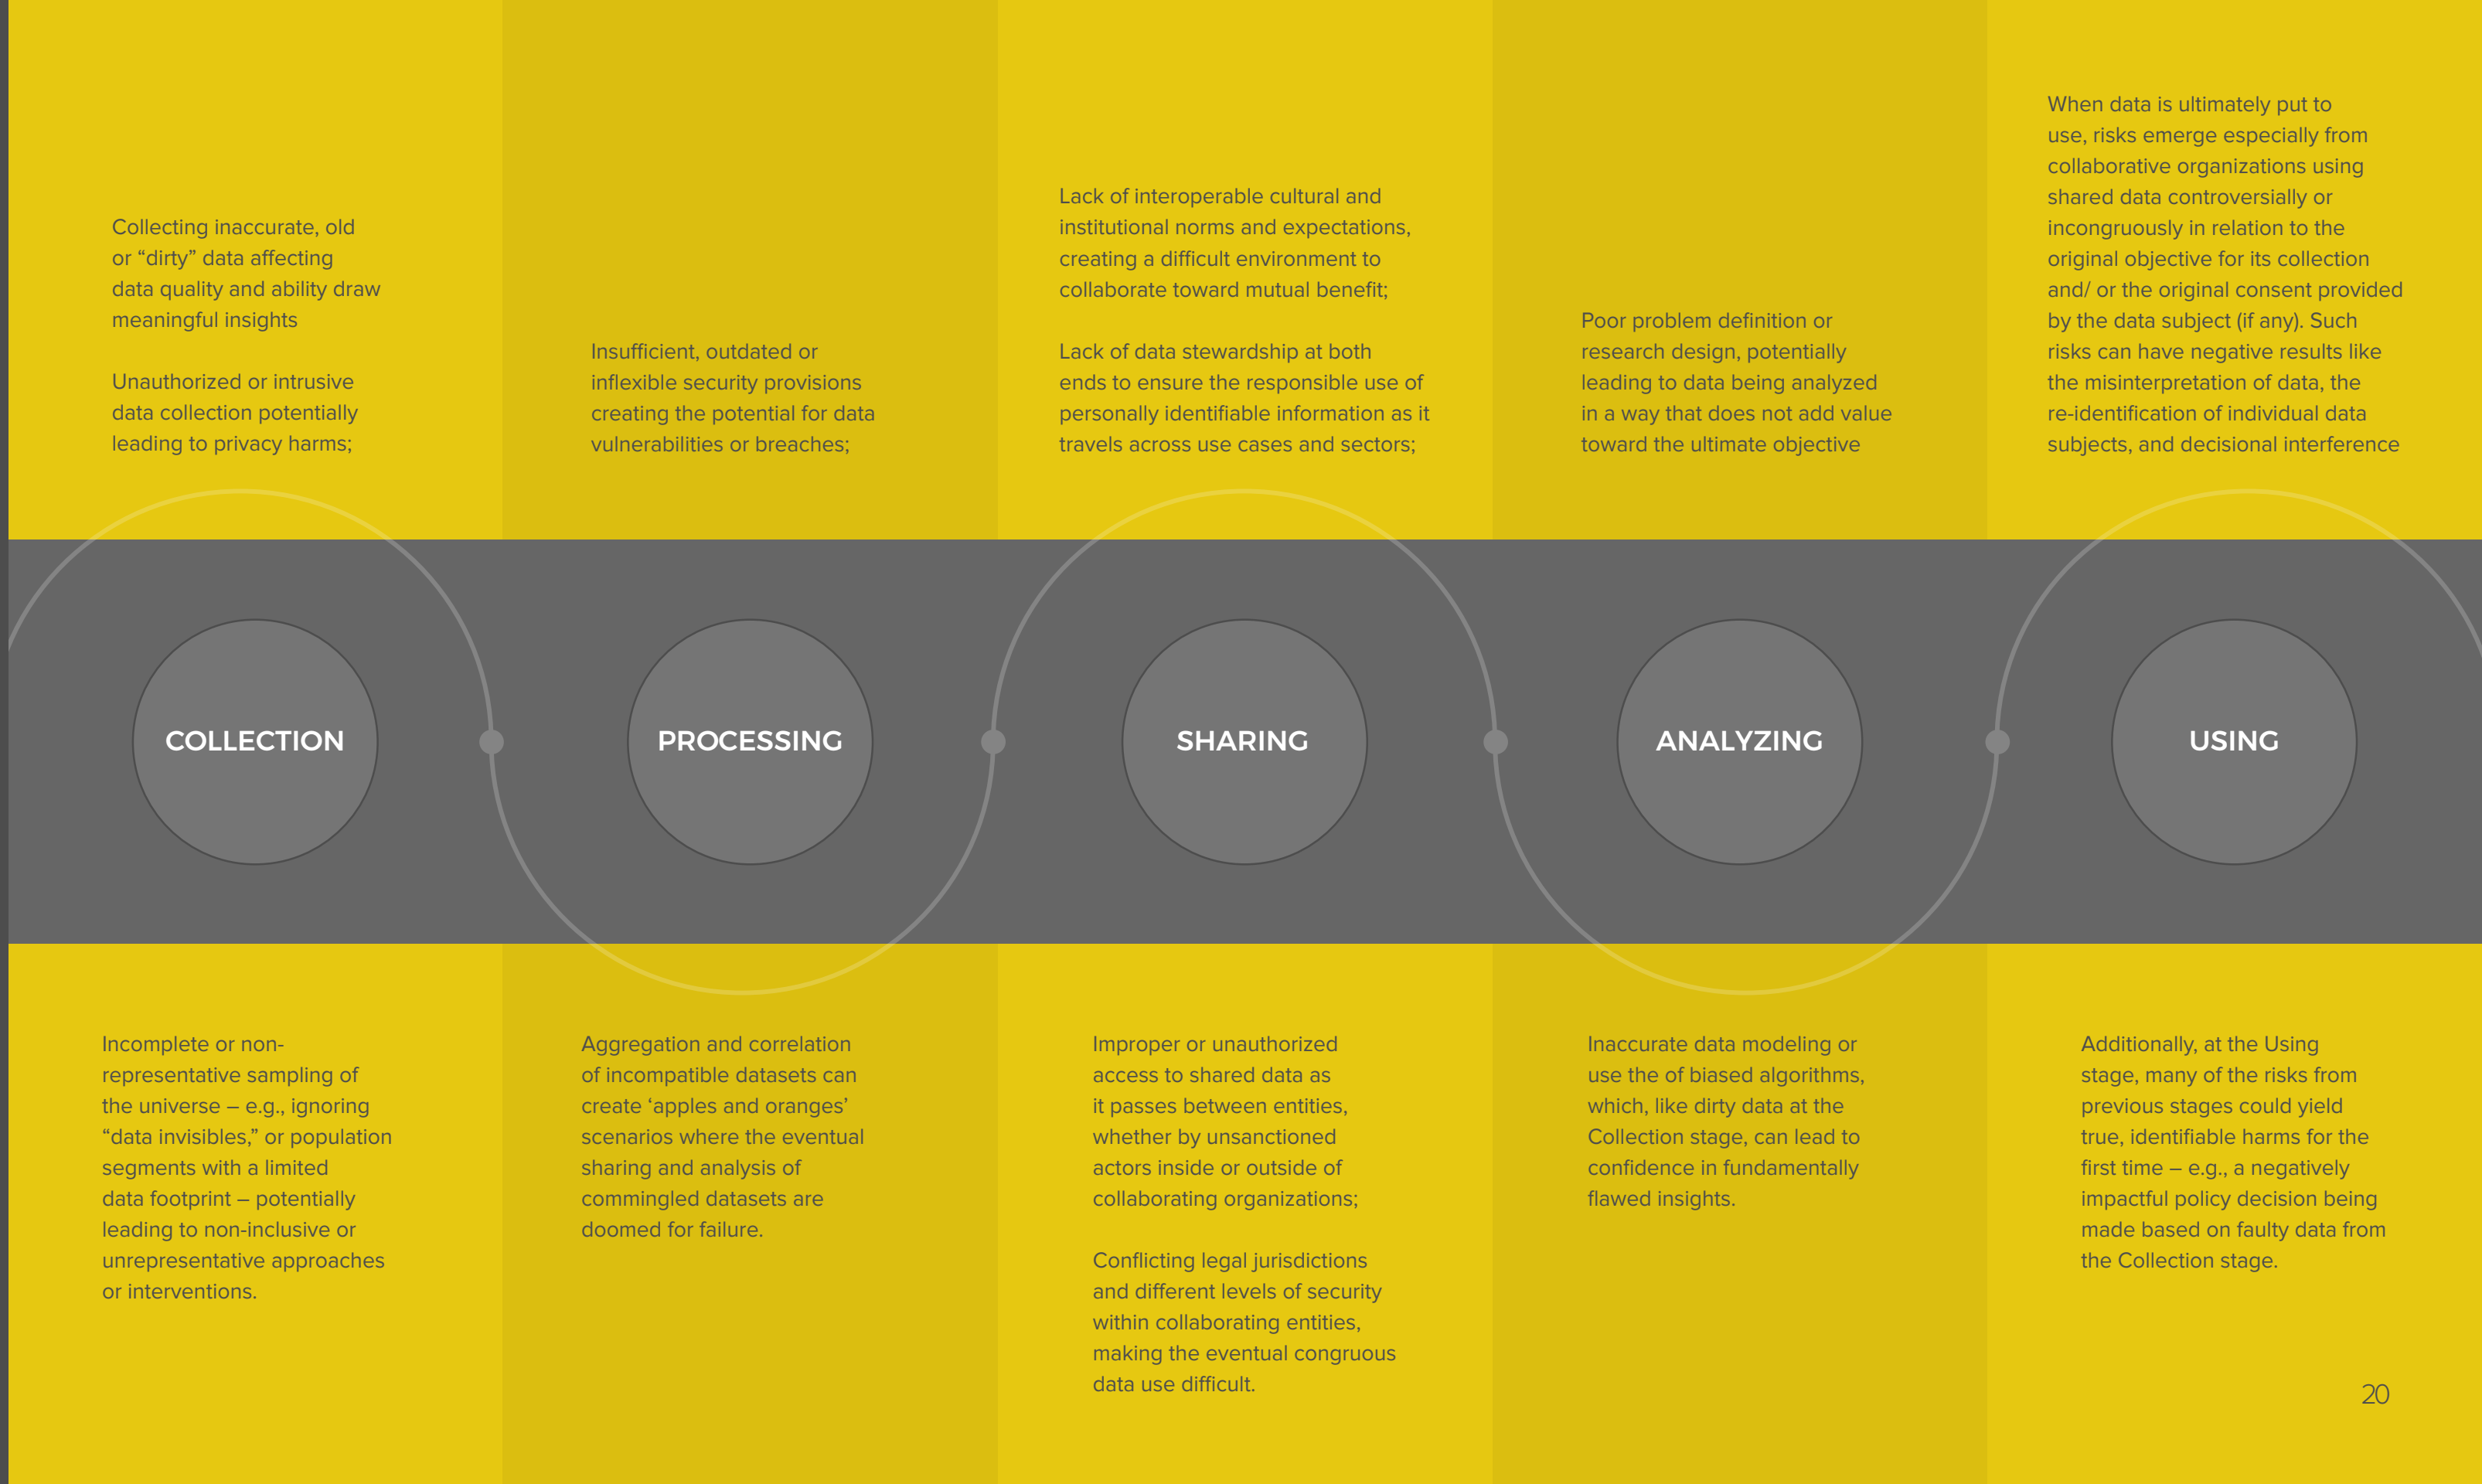 Collecting inaccurate, old
or “dirty” data affecting
data quality and ability draw
meaningful insights
Unauthorized or intrusive
data collection potentially
leading to privacy harms;
Insufficient, outdated or
inflexible security provisions
creating the potential for data
vulnerabilities or breaches;
Lack of interoperable cultural and
institutional norms and expectations,
creating a difficult environment to
collaborate toward mutual benefit;
Lack of data stewardship at both
ends to ensure the responsible use of
personally identifiable information as it
travels across use cases and sectors;
Poor problem definition or
research design, potentially
leading to data being analyzed
in a way that does not add value
toward the ultimate objective
When data is ultimately put to
use, risks emerge especially from
collaborative organizations using
shared data controversially or
incongruously in relation to the
original objective for its collection
and/ or the original consent provided
by the data subject (if any). Such
risks can have negative results like
the misinterpretation of data, the
re-identification of individual data
subjects, and decisional interference
COLLECTION
PROCESSING
SHARING
ANALYZING
USING
Incomplete or non-
representative sampling of
the universe – e.g., ignoring
“data invisibles,” or population
segments with a limited
data footprint – potentially
leading to non-inclusive or
unrepresentative approaches
or interventions.
Aggregation and correlation
of incompatible datasets can
create ‘apples and oranges’
scenarios where the eventual
sharing and analysis of
commingled datasets are
doomed for failure.
Improper or unauthorized
access to shared data as
it passes between entities,
whether by unsanctioned
actors inside or outside of
collaborating organizations;
Conflicting legal jurisdictions
and different levels of security
within collaborating entities,
making the eventual congruous
data use difficult.
Inaccurate data modeling or
use the of biased algorithms,
which, like dirty data at the
Collection stage, can lead to
confidence in fundamentally
flawed insights.
Additionally, at the Using
stage, many of the risks from
previous stages could yield
true, identifiable harms for the
first time – e.g., a negatively
impactful policy decision being
made based on faulty data from
the Collection stage.
20